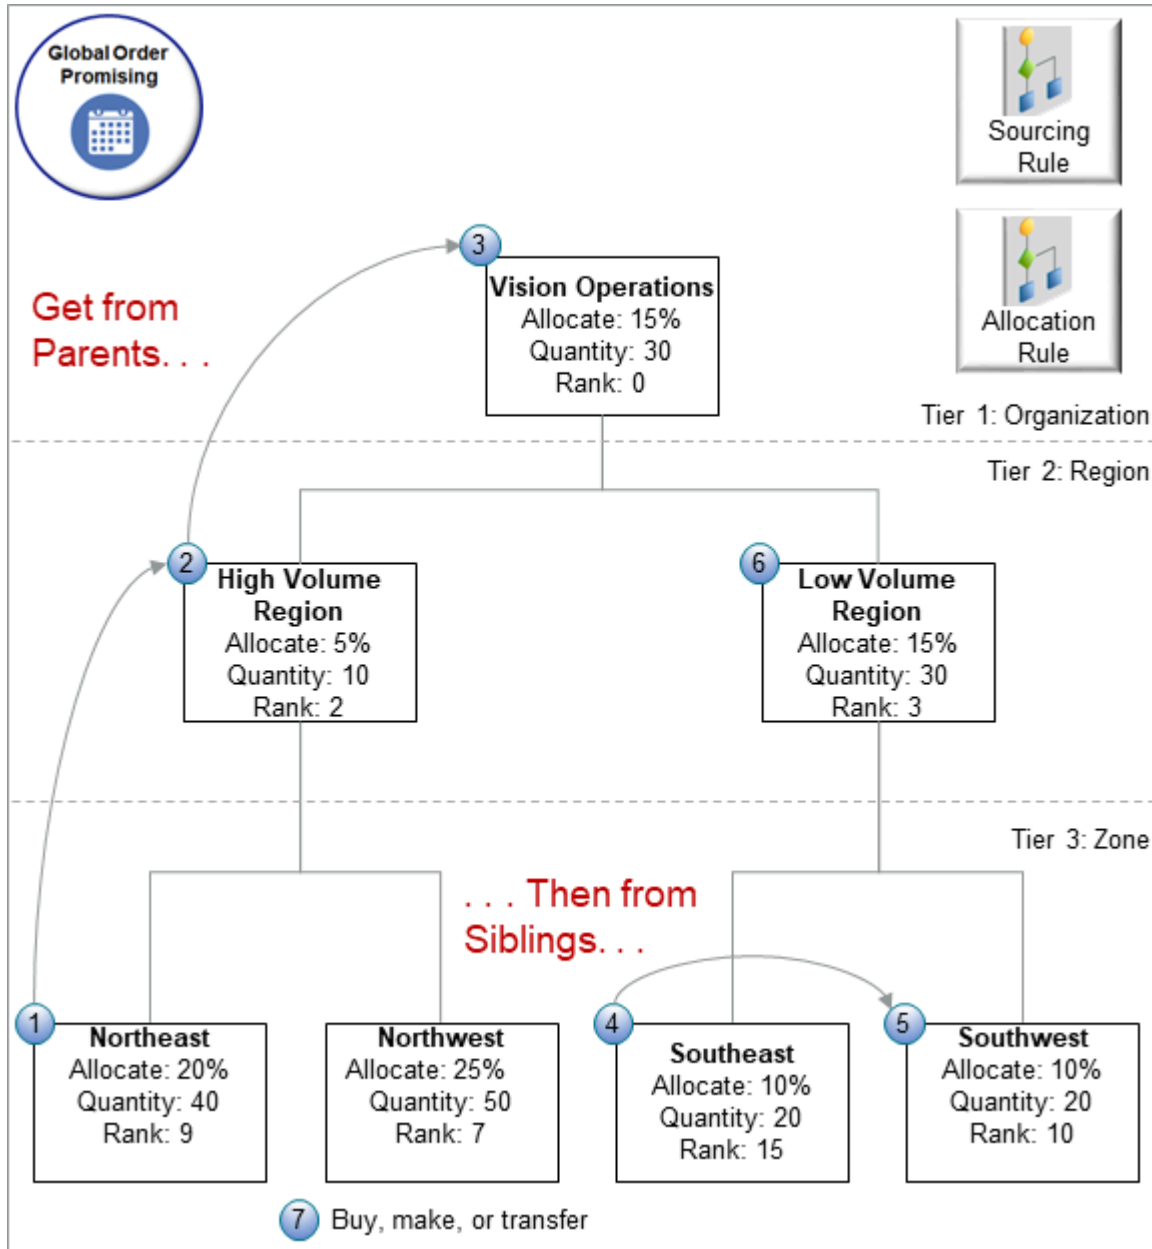 Global Order
Promising
Sourcing
Rule
Allocation
Rule
3
Vision Operations
Allocate: 15%
Quantity: 30
Rank: 0
Get from
Parents. . .
Tier 1: Organization
Tier 2: Region
2
High Volume
Region
Allocate: 5%
Quantity: 10
Rank: 2
6
Low Volume
Region
Allocate: 15%
Quantity: 30
Rank: 3
Tier 3: Zone
. . . Then from
Siblings. . .
1
Northeast
Allocate: 20%
Quantity: 40
Rank: 9
Northwest
Allocate: 25%
Quantity: 50
Rank: 7
4
Southeast
Allocate: 10%
Quantity: 20
Rank: 15
5
Southwest
Allocate: 10%
Quantity: 20
Rank: 10
7 Buy, make, or transfer